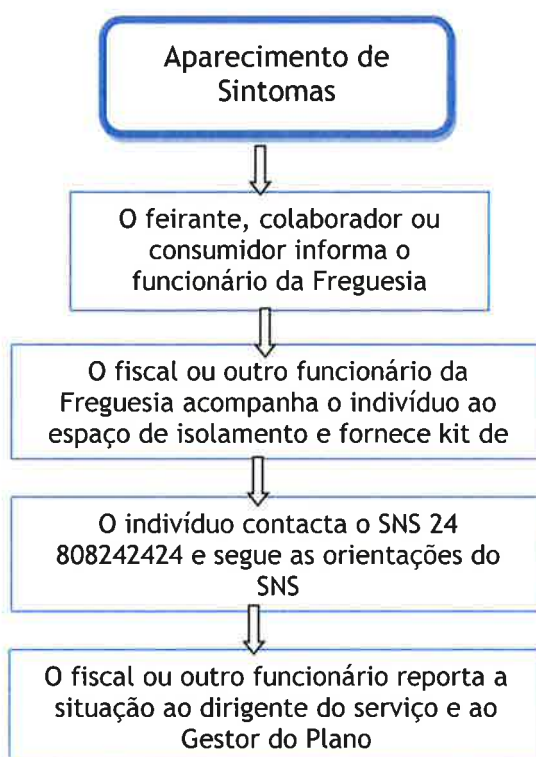 Aparecimento de
Sintomas
O feirante, colaborador ou
consumidor informa o
funcionário da Freguesia
O fiscal ou outro funcionário da
Freguesia acompanha o indivíduo ao
espaço de isolamento e fornece kit de
O indivíduo contacta o SNS 24
808242424 e segue as orientações do
SNS
O fiscal ou outro funcionário reporta a
situação ao dirigente do serviço e ao
Gestor do Plano